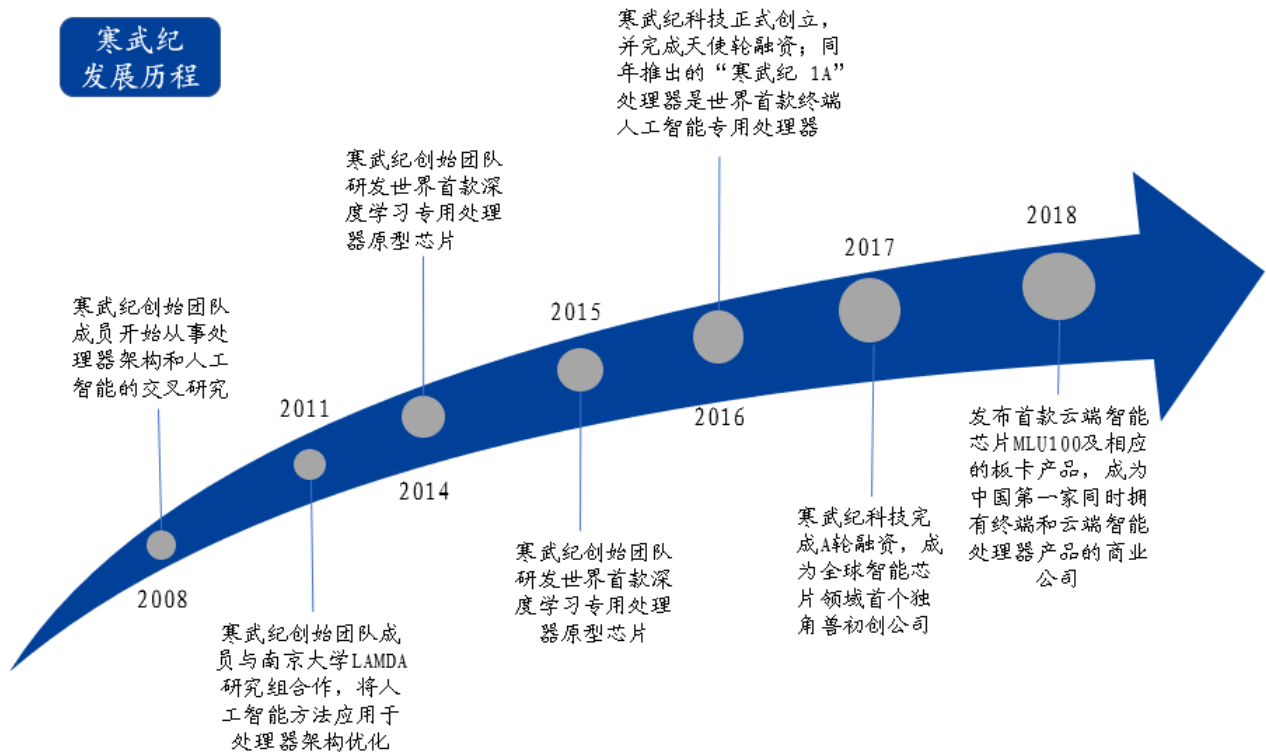 寒武纪
发展历程
寒武纪创始团队
成员开始从事处
理器架构和人工
智能的交叉研究
2008
2011
寒武纪创始团队成
员与南京大学LAMDA
研究组合作，将人
工智能方法应用于
处理器架构优化
寒武纪创始团队
研发世界首款深
度学习专用处理
器原型芯片
2014
2015
寒武纪创始团队
研发世界首款深
度学习专用处理
器原型芯片
寒武纪科技正式创立，
并完成天使轮融资；同
年推出的“寒武纪 1A”
处理器是世界首款终端
人工智能专用处理器
2016
2017
寒武纪科技完
成A轮融资，成
为全球智能芯
片领域首个独
角兽初创公司
2018
发布首款云端智能
芯片MLU100及相应
的板卡产品，成为
中国第一家同时拥
有终端和云端智能
处理器产品的商业
公司